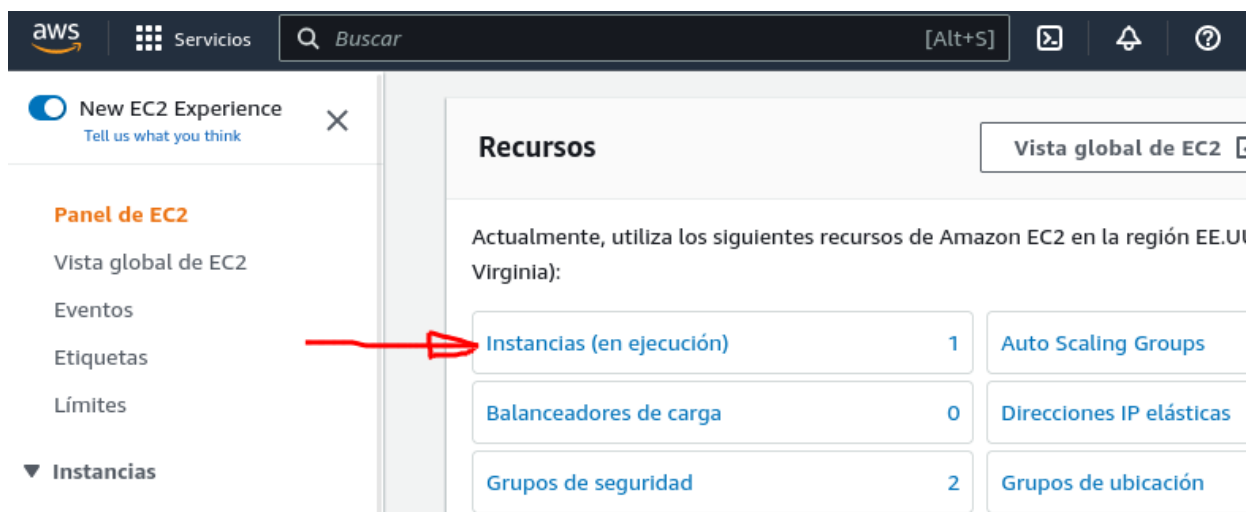 aws Servicios Buscar [Alt+S]
New EC2 Experience
Tell us what you think
Panel de EC2
Vista global de EC2
Eventos
Etiquetas
Límites
Instancias
Recursos
Vista global de EC2
Actualmente, utiliza los siguientes recursos de Amazon EC2 en la región EE.UU
Virginia):
Instancias (en ejecución) 1 Auto Scaling Groups
Balanceadores de carga 0 Direcciones IP elásticas
Grupos de seguridad 2 Grupos de ubicación